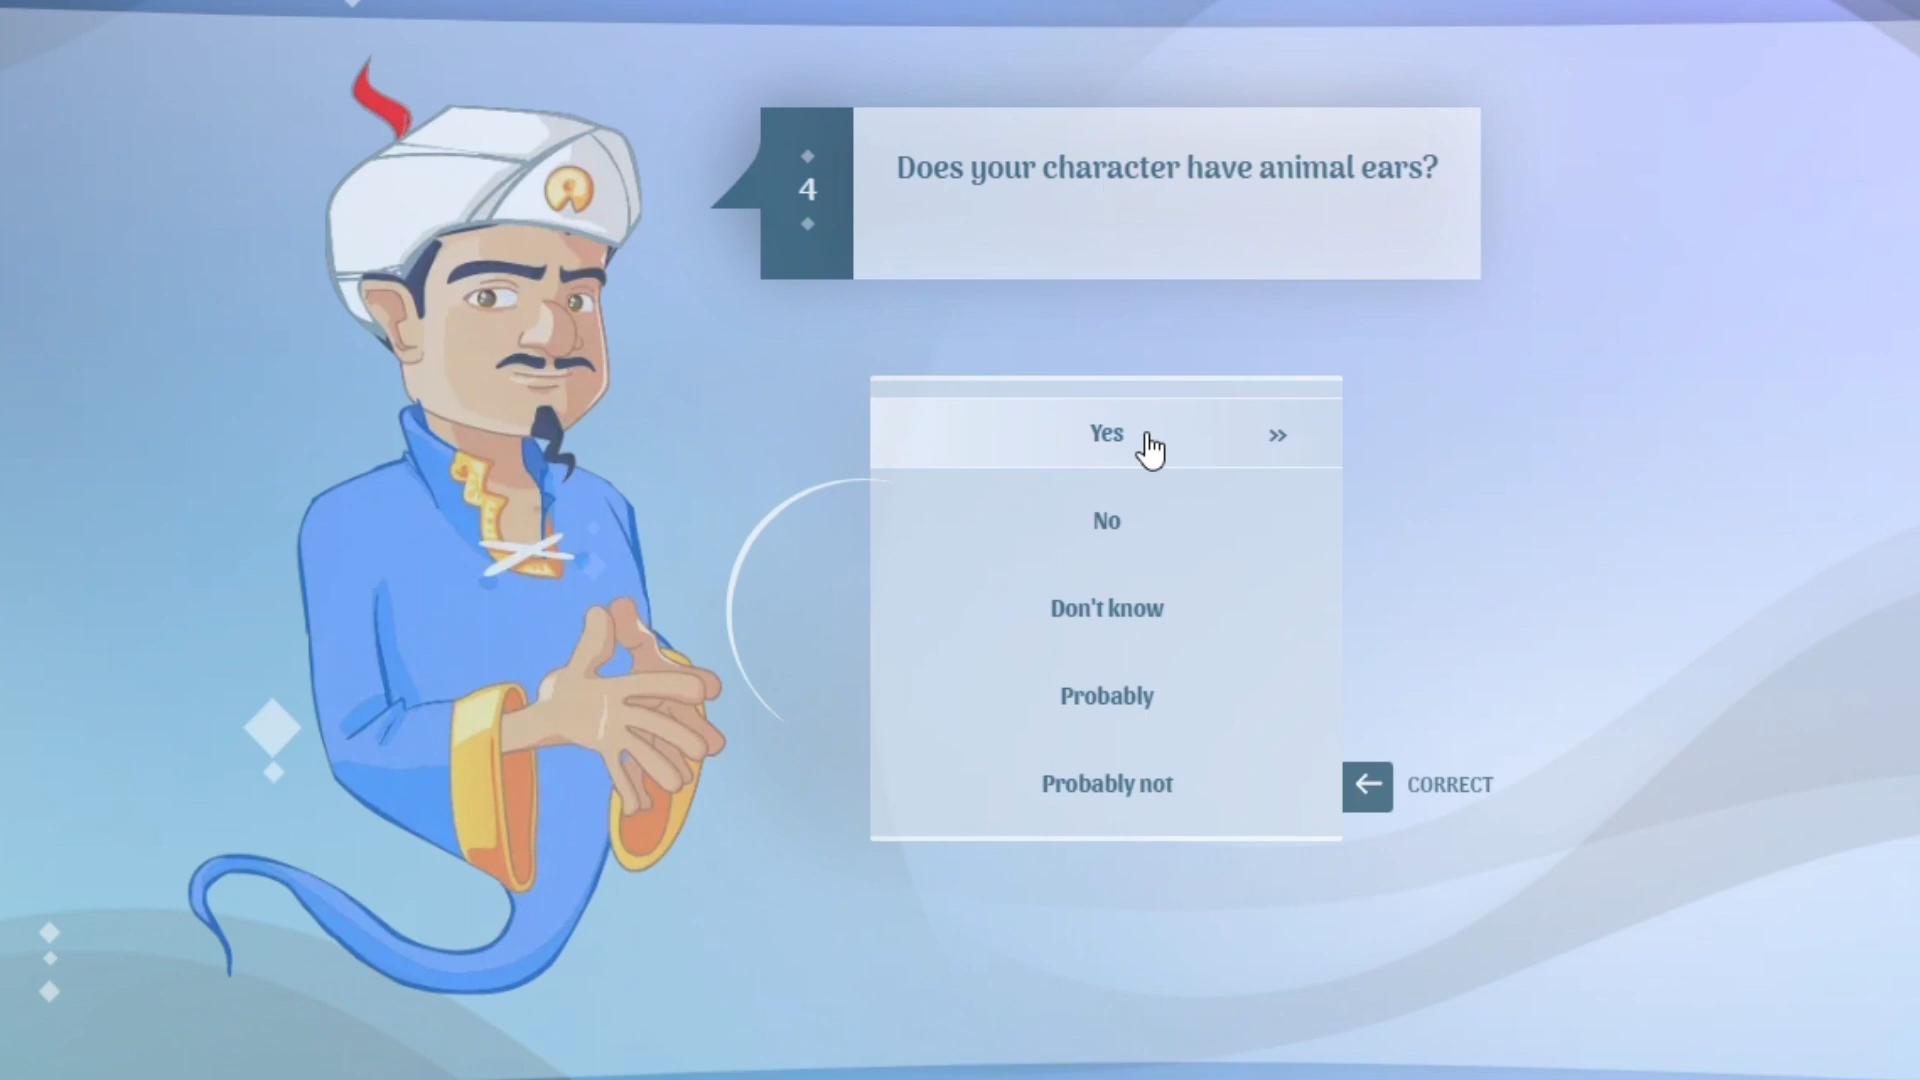 4
Does your character have animal ears?
Yes »
No
Don't know
Probably
Probably not
CORRECT